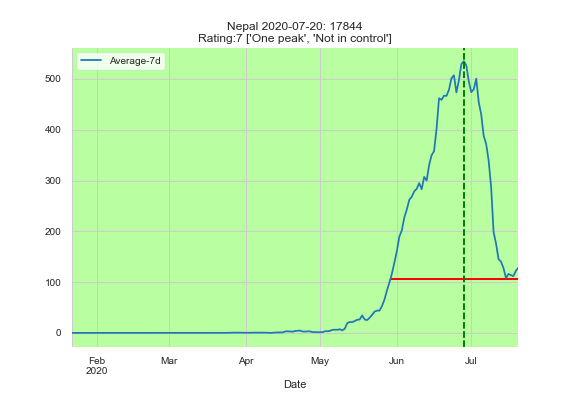 Nepal 2020-07-20: 17844
Rating:7 ['One peak', 'Not in control']
Average-7d
500
400
300
200
100
0
Feb Mar Apr May Jun Jul
2020
Date